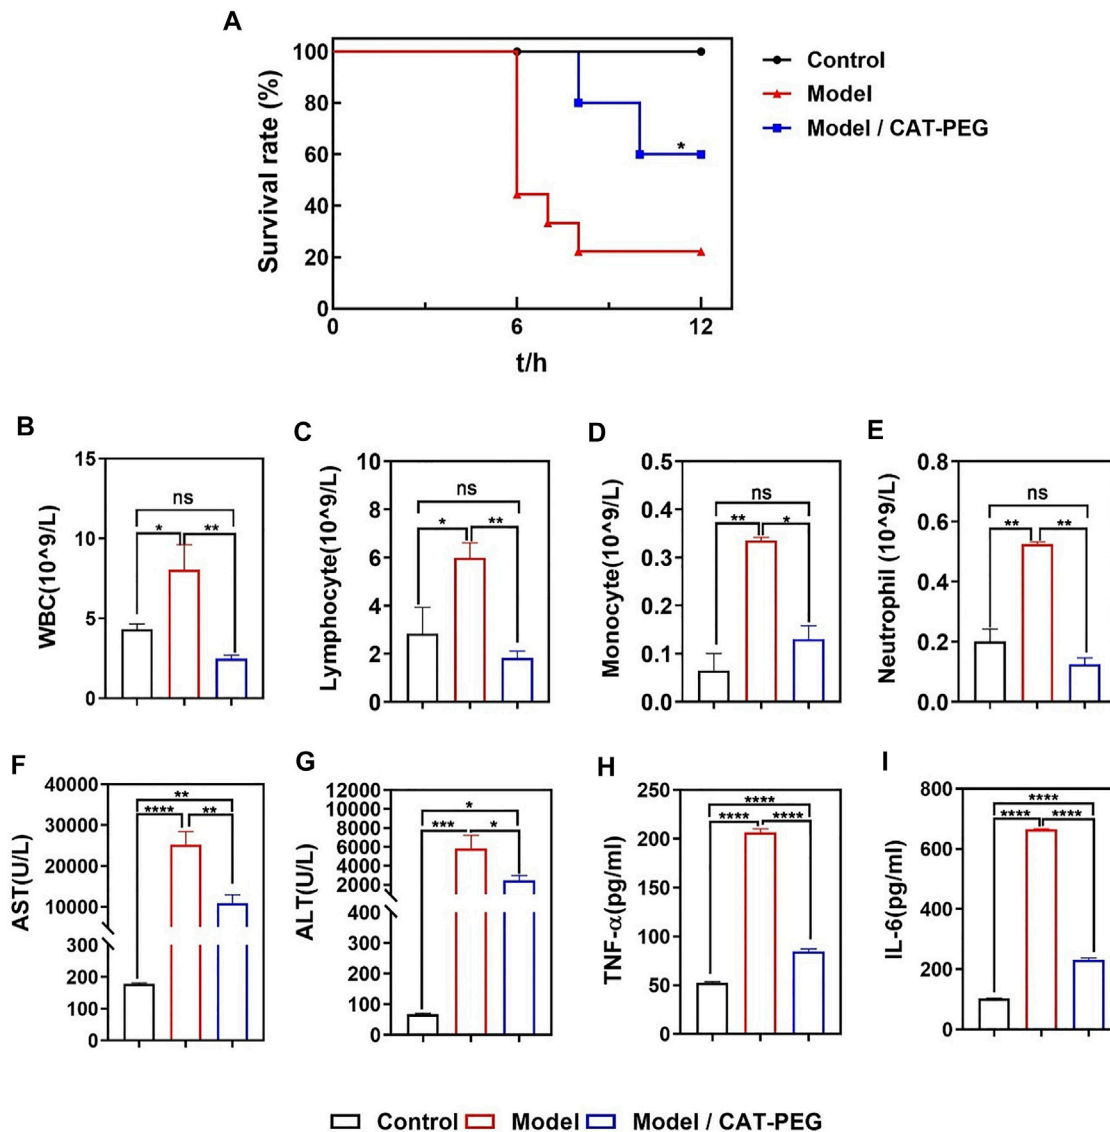 A
Survival rate (%)
100
80
60
40
20
0
0 6 12
t/h
*
Control
Model
Model / CAT-PEG
B
WBC(10^9/L)
15
10
5
0
ns
* **
C
Lymphocyte(10^9/L)
10
8
6
4
2
0
ns
* **
D
Monocyte(10^9/L)
0.5
0.4
0.3
0.2
0.1
0.0
ns
** *
E
Neutrophil (10^9/L)
0.8
0.6
0.4
0.2
0.0
ns
** **
F
AST(U/L)
40000
30000
20000
10000
300
200
100
0
**
**** **
G
ALT(U/L)
12000
10000
8000
6000
4000
2000
400
300
200
100
0
*
*** *
H
TNF-α(pg/ml)
250
200
150
100
50
0
****
**** ****
I
IL-6(pg/ml)
800
600
400
200
0
****
**** ****
Control Model Model / CAT-PEG